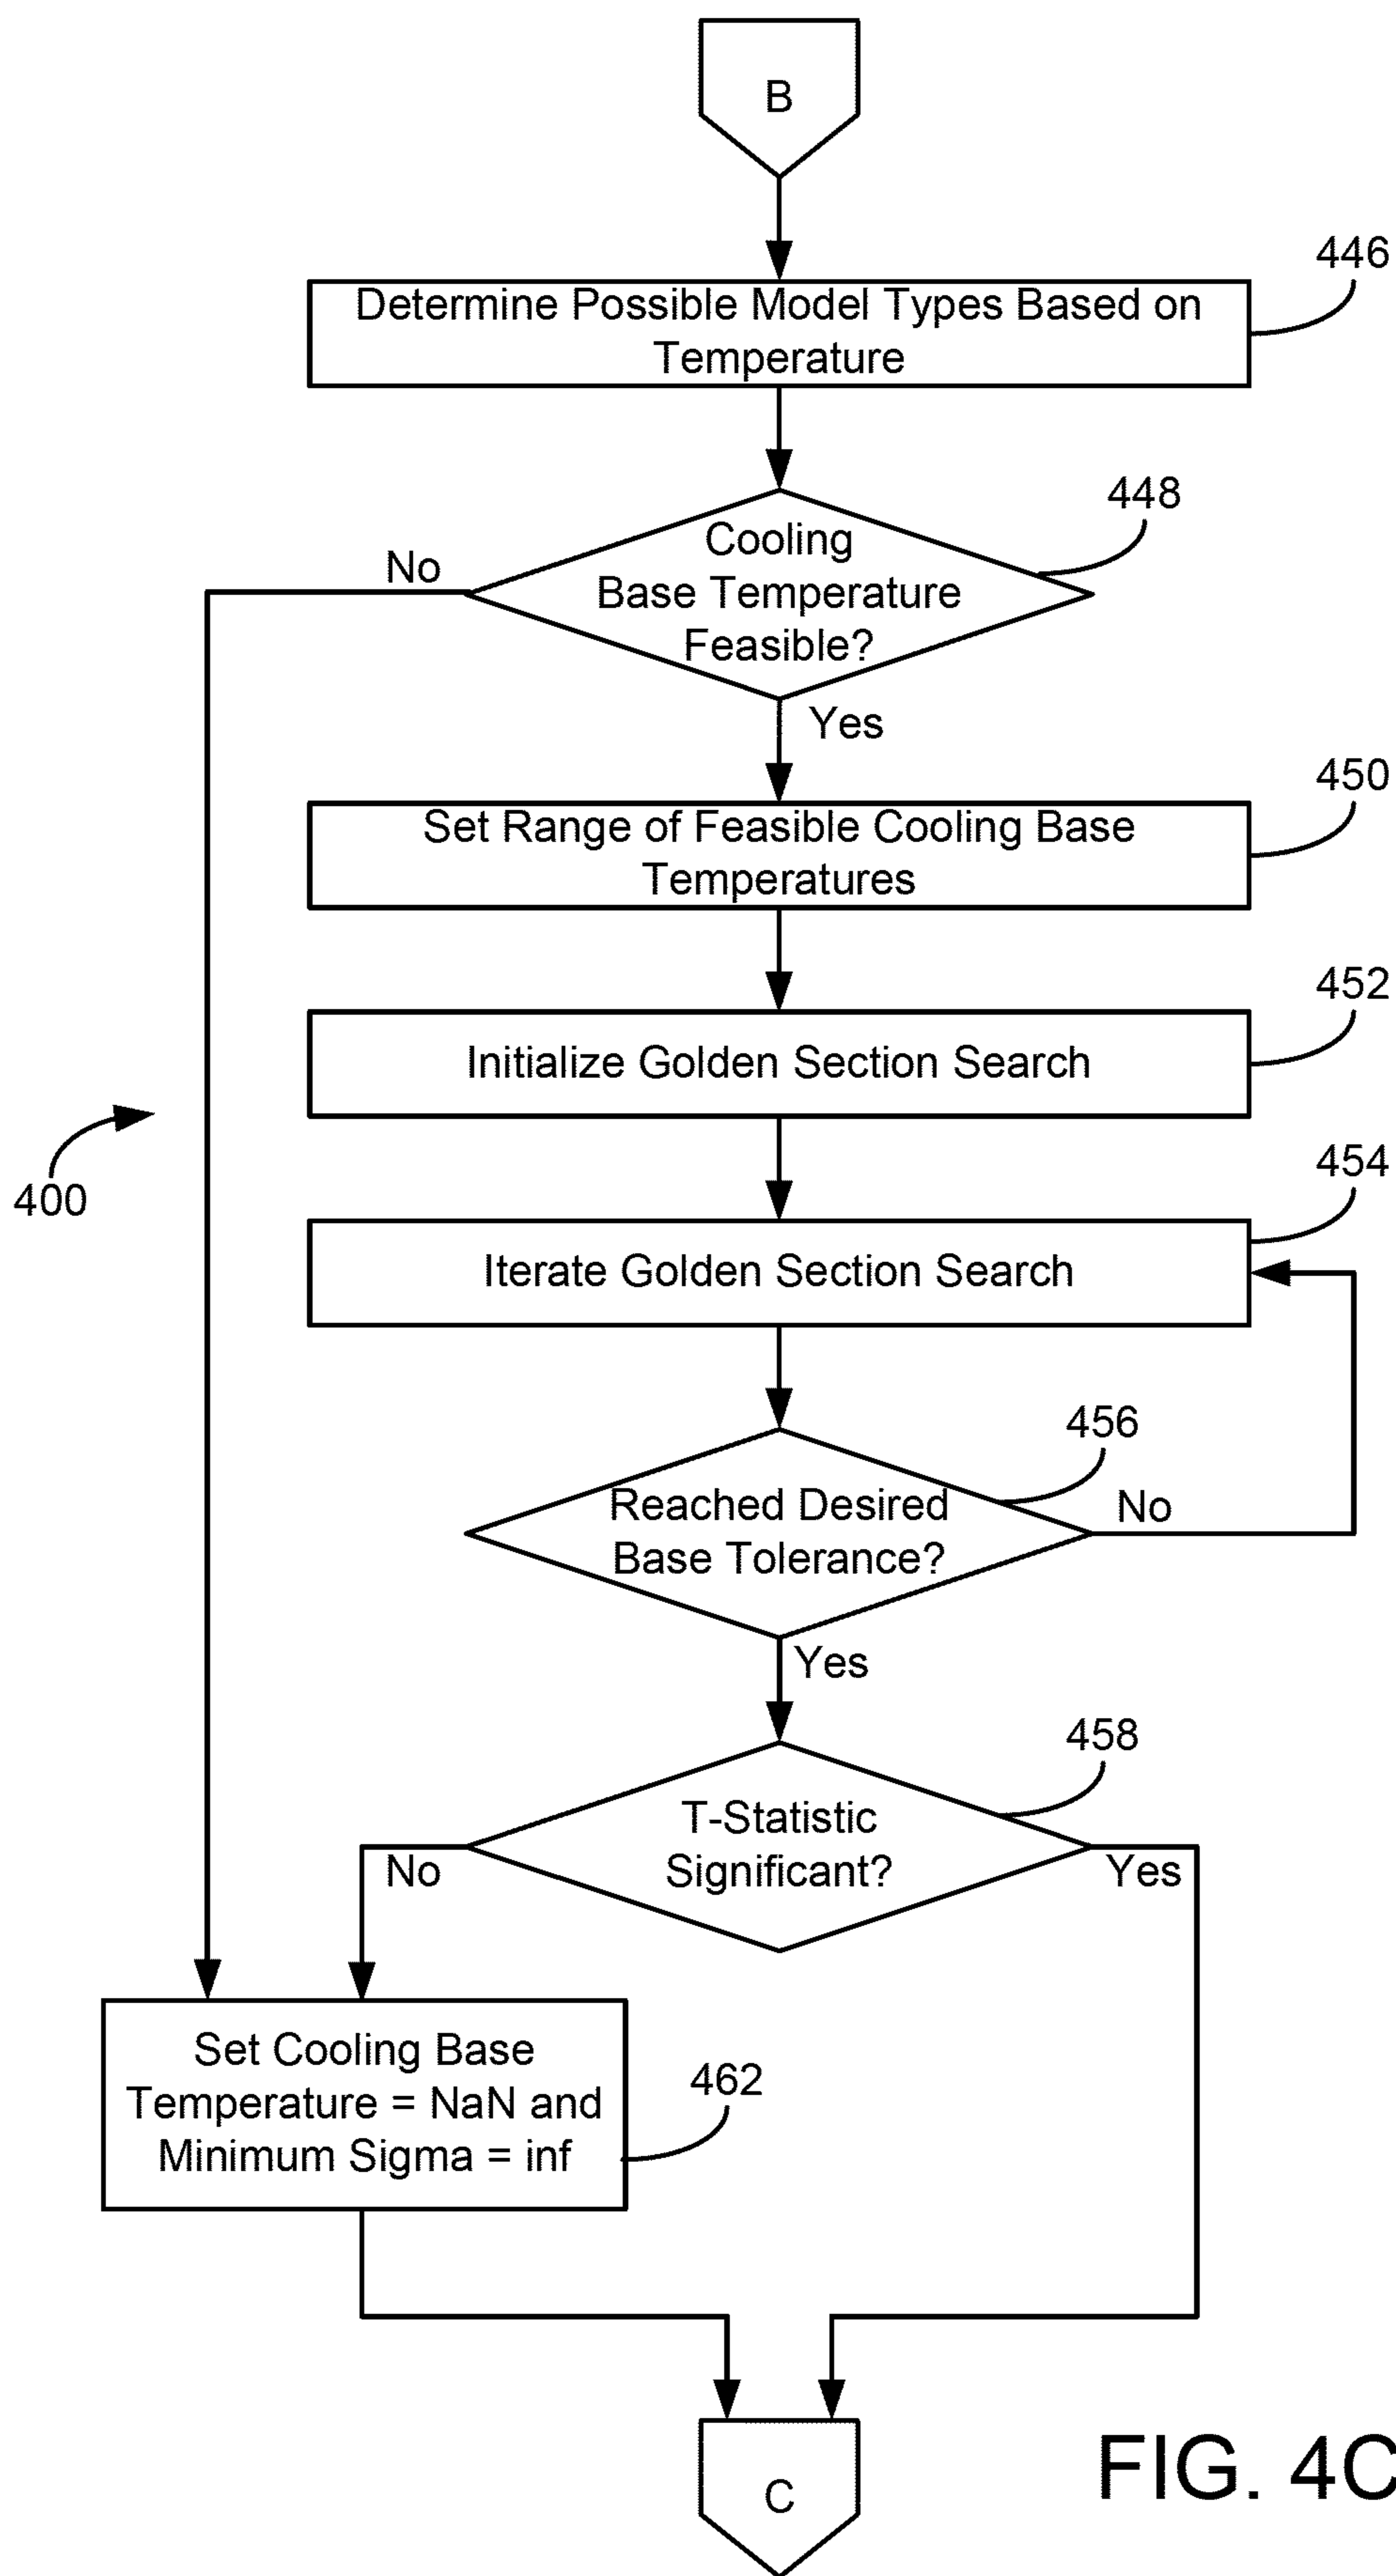 B
446
Determine Possible Model Types Based on
Temperature
448
Cooling
Base Temperature
Feasible?
No
Yes
450
Set Range of Feasible Cooling Base
Temperatures
452
Initialize Golden Section Search
400
454
Iterate Golden Section Search
456
Reached Desired
Base Tolerance?
No
Yes
458
T-Statistic
Significant?
No
Yes
Set Cooling Base
Temperature = NaN and
Minimum Sigma = inf
462
C
FIG. 4C